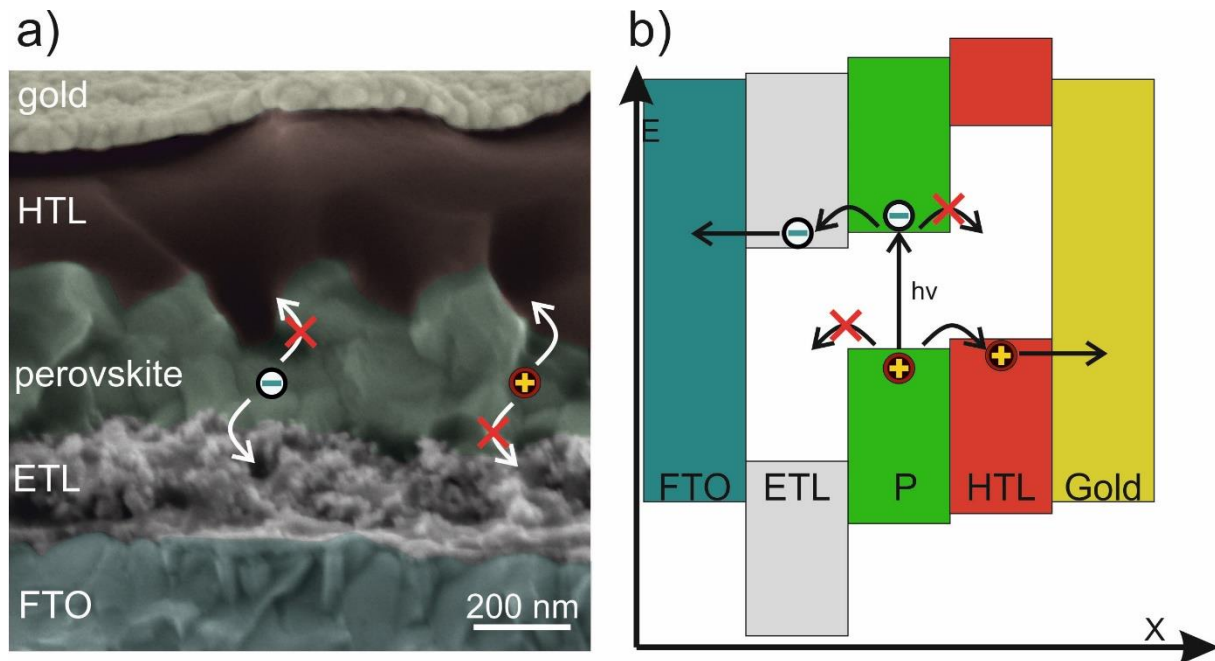 a)
gold
HTL
perovskite
ETL
FTO
200 nm
b)
E
hv
FTO ETL P HTL Gold
X